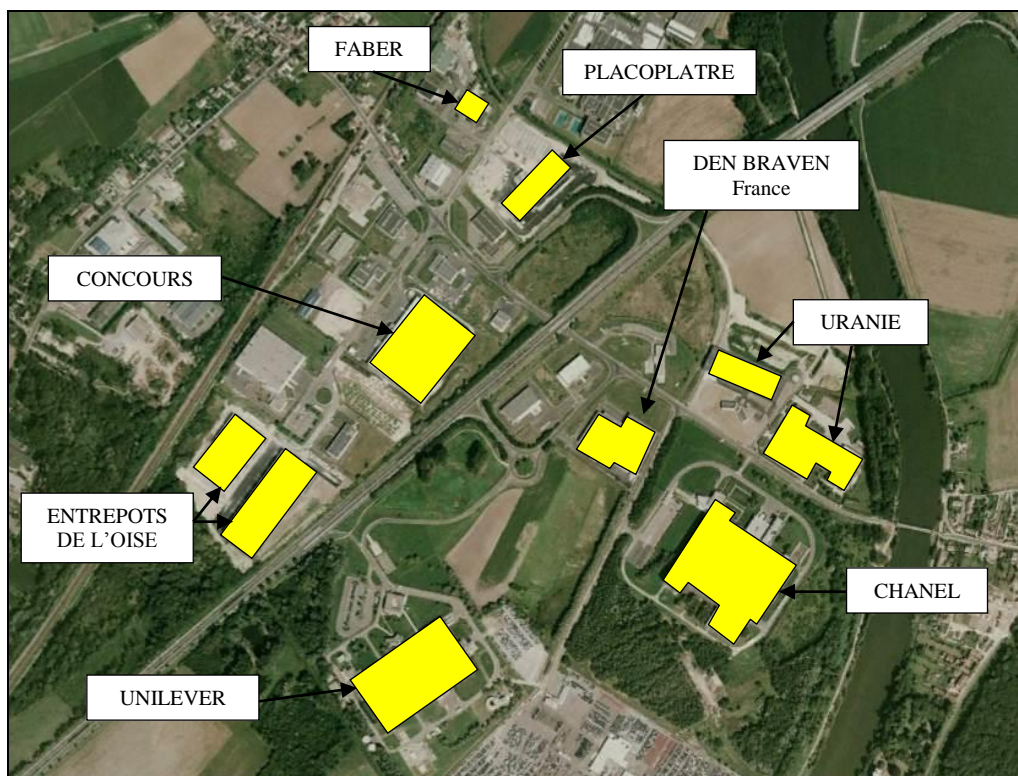 FABER
PLACOPLATRE
DEN BRAVEN
France
CONCOURS
URANIE
ENTREPOTS
DE L'OISE
CHANEL
UNILEVER